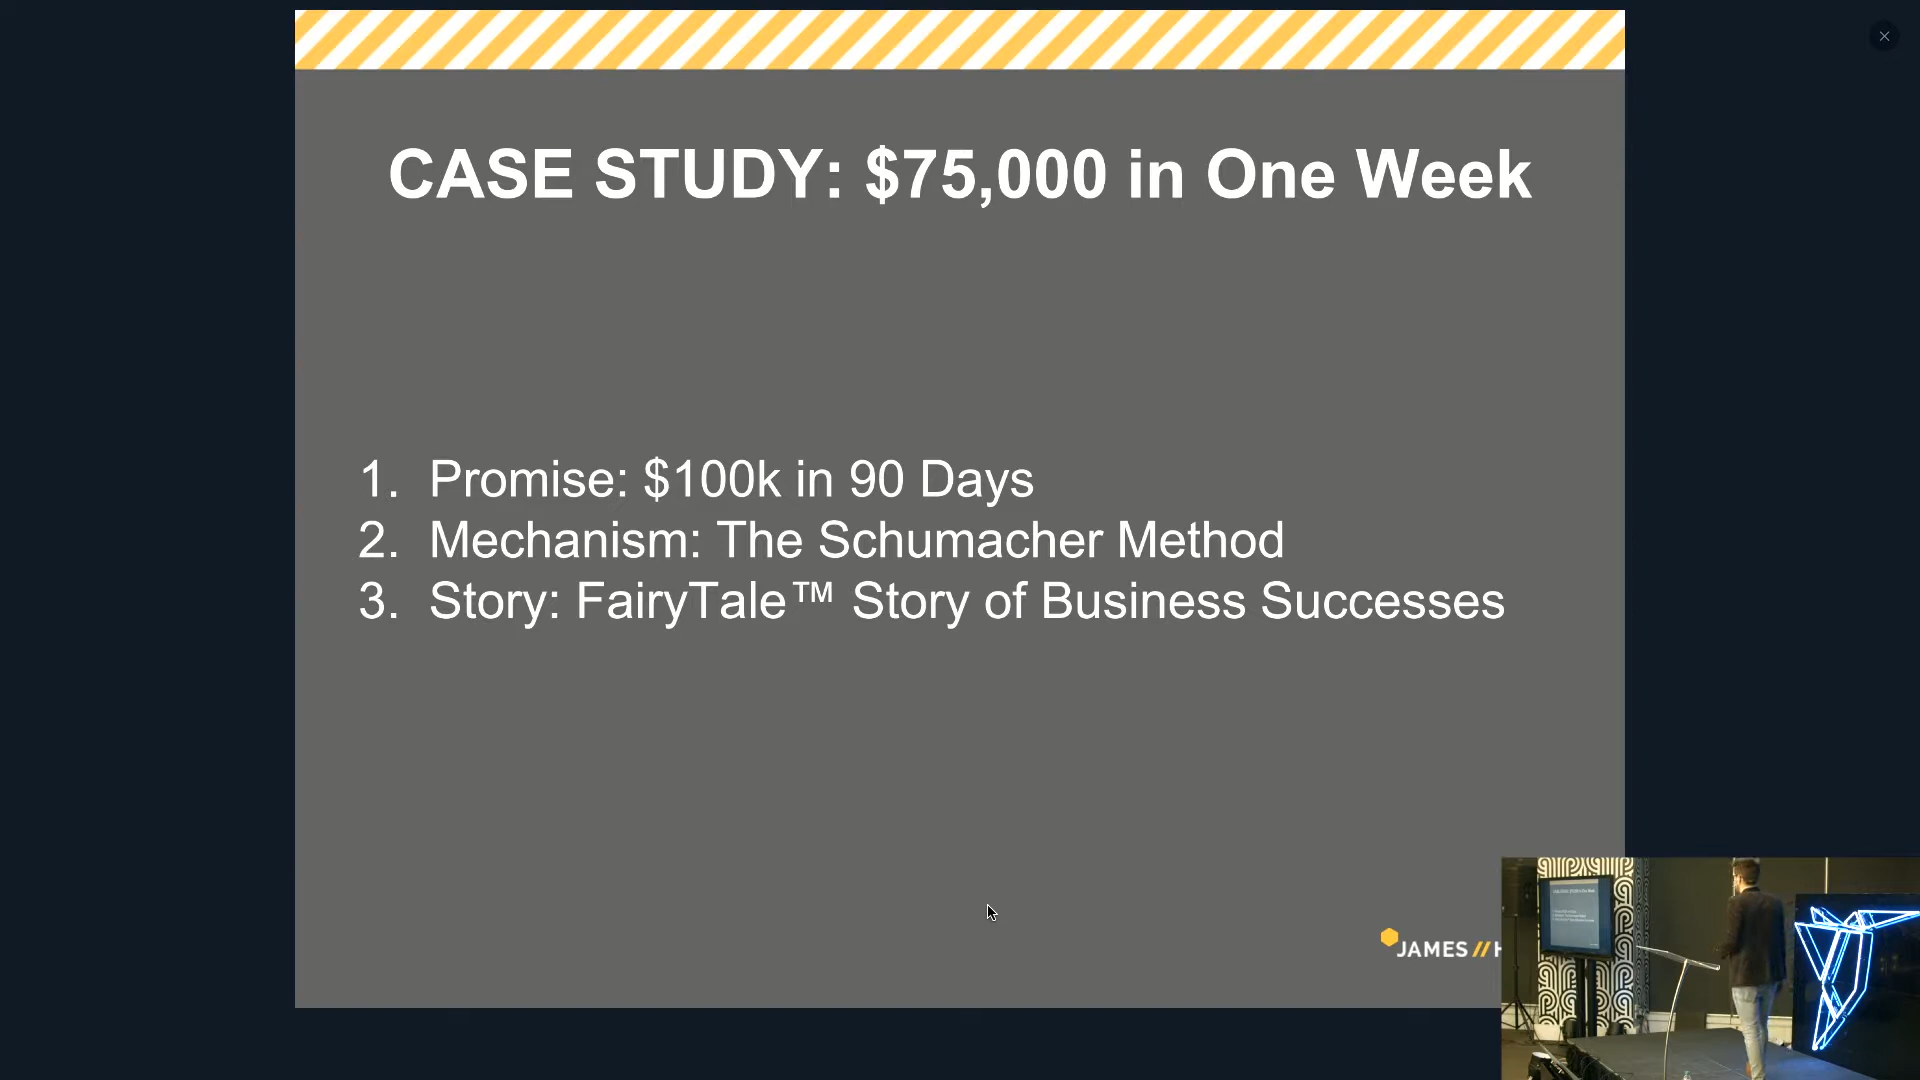 CASE STUDY: $75,000 in One Week
1. Promise: $100k in 90 Days
2. Mechanism: The Schumacher Method
3. Story: FairyTale™ Story of Business Successes
JAMES // H